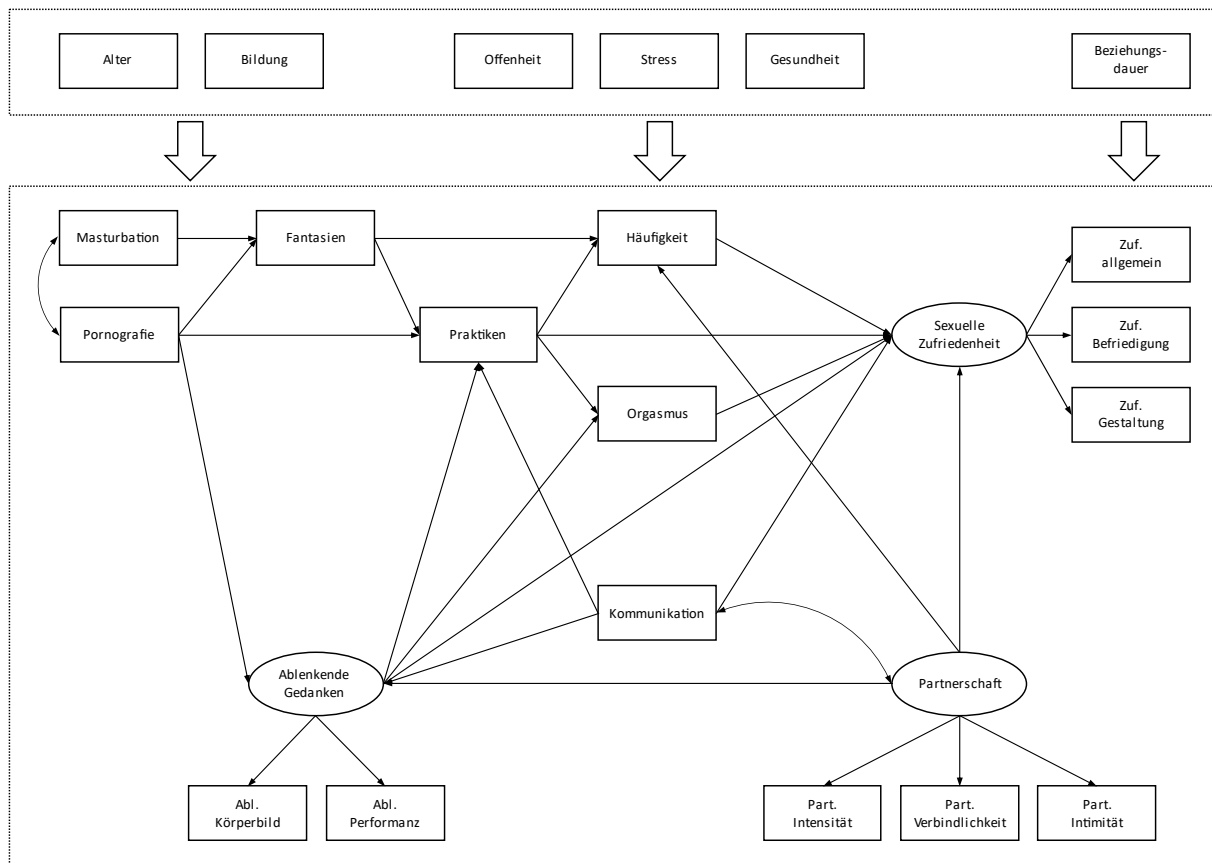 Alter
Bildung
Offenheit
Stress
Gesundheit
Beziehungs-
dauer
Masturbation
Fantasien
Häufigkeit
Zuf.
allgemein
Pornografie
Praktiken
Sexuelle
Zufriedenheit
Zuf.
Befriedigung
Orgasmus
Zuf.
Gestaltung
Kommunikation
Ablenkende
Gedanken
Partnerschaft
Abl.
Körperbild
Abl.
Performanz
Part.
Intensität
Part.
Verbindlichkeit
Part.
Intimität